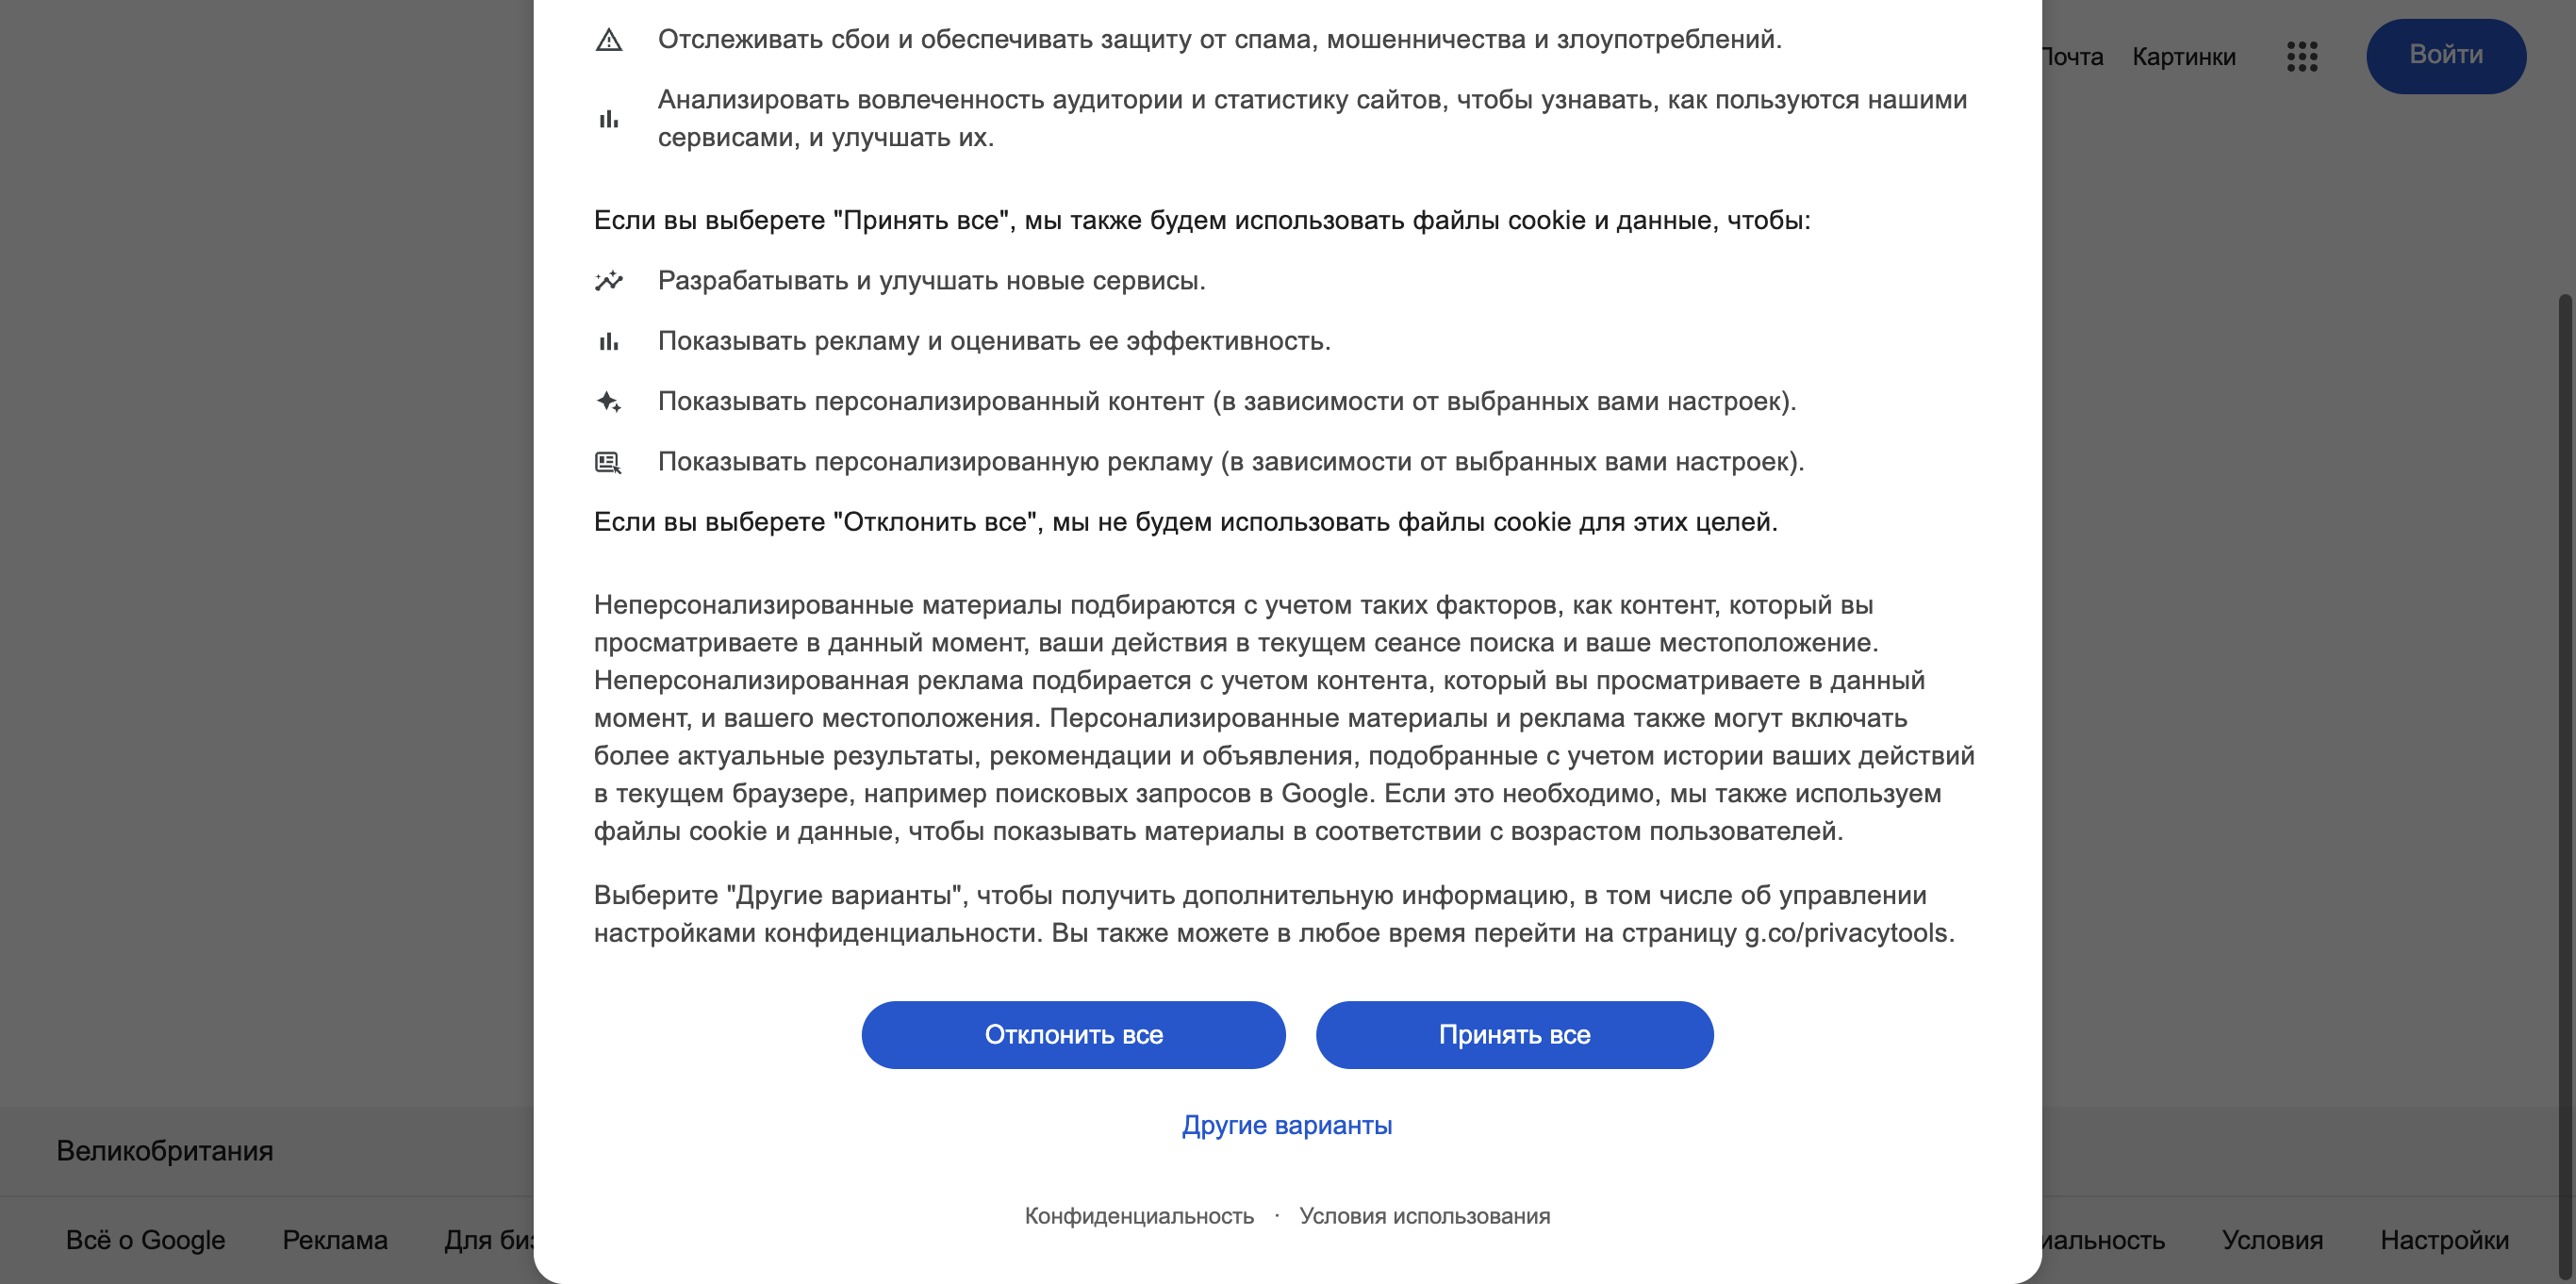 Отслеживать сбои и обеспечивать защиту от спама, мошенничества и злоупотреблений.
Почта Картинки Войти
Анализировать вовлеченность аудитории и статистику сайтов, чтобы узнавать, как пользуются нашими
сервисами, и улучшать их.
Если вы выберете "Принять все", мы также будем использовать файлы cookie и данные, чтобы:
Разрабатывать и улучшать новые сервисы.
Показывать рекламу и оценивать ее эффективность.
Показывать персонализированный контент (в зависимости от выбранных вами настроек).
Показывать персонализированную рекламу (в зависимости от выбранных вами настроек).
Если вы выберете "Отклонить все", мы не будем использовать файлы cookie для этих целей.
Неперсонализированные материалы подбираются с учетом таких факторов, как контент, который вы
просматриваете в данный момент, ваши действия в текущем сеансе поиска и ваше местоположение.
Неперсонализированная реклама подбирается с учетом контента, который вы просматриваете в данный
момент, и вашего местоположения. Персонализированные материалы и реклама также могут включать
более актуальные результаты, рекомендации и объявления, подобранные с учетом истории ваших действий
в текущем браузере, например поисковых запросов в Google. Если это необходимо, мы также используем
файлы cookie и данные, чтобы показывать материалы в соответствии с возрастом пользователей.
Выберите "Другие варианты", чтобы получить дополнительную информацию, в том числе об управлении
настройками конфиденциальности. Вы также можете в любое время перейти на страницу g.co/privacytools.
Отклонить все Принять все
Другие варианты
Великобритания
Конфиденциальность · Условия использования
Всё о Google Реклама Для Условия Настройки